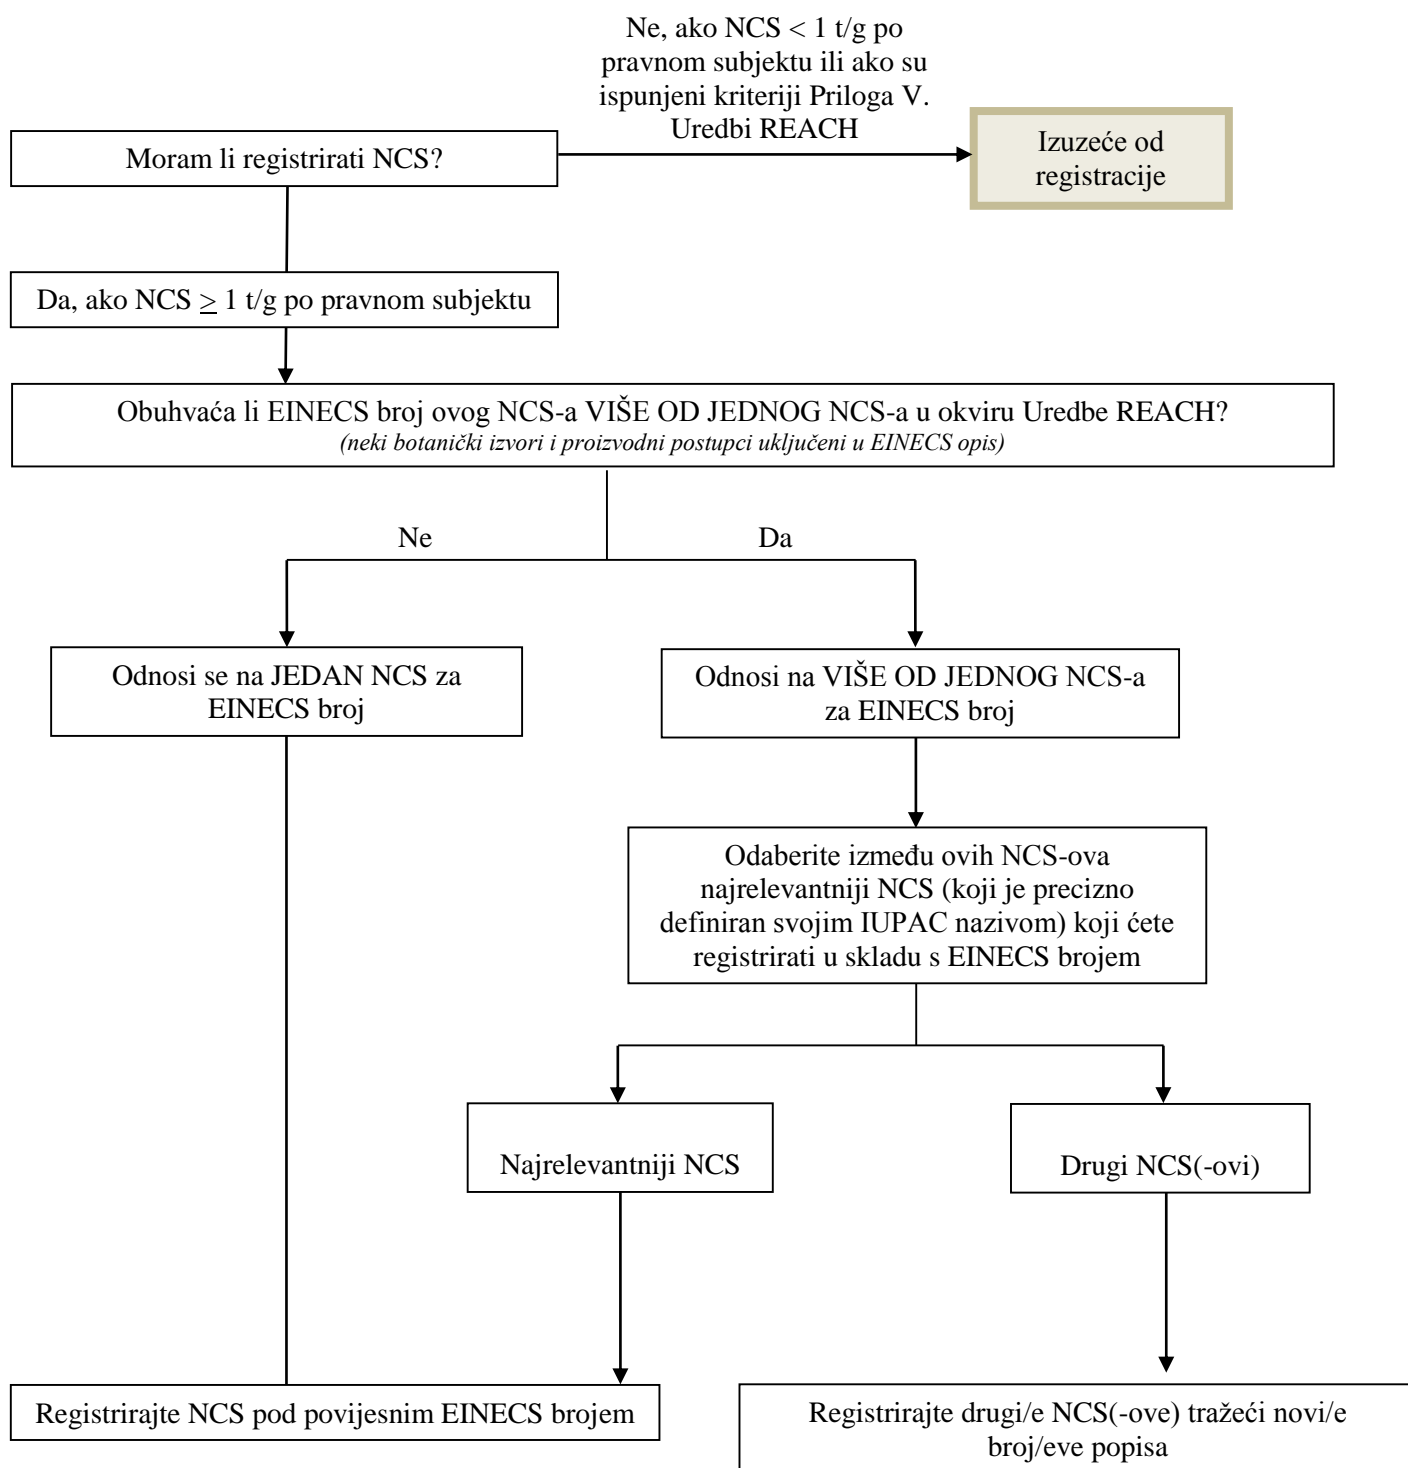 Ne, ako NCS < 1 t/g po
pravnom subjektu ili ako su
ispunjeni kriteriji Priloga V.
Uredbi REACH
Moram li registrirati NCS?
Izuzeće od
registracije
Da, ako NCS ≥ 1 t/g po pravnom subjektu
Obuhvaća li EINECS broj ovog NCS-a VIŠE OD JEDNOG NCS-a u okviru Uredbe REACH?
(neki botanički izvori i proizvodni postupci uključeni u EINECS opis)
Ne
Da
Odnosi se na JEDAN NCS za
EINECS broj
Odnosi na VIŠE OD JEDNOG NCS-a
za EINECS broj
Odaberite između ovih NCS-ova
najrelevantniji NCS (koji je precizno
definiran svojim IUPAC nazivom) koji ćete
registrirati u skladu s EINECS brojem
Najrelevantniji NCS
Drugi NCS(-ovi)
Registrirajte NCS pod povijesnim EINECS brojem
Registrirajte drugi/e NCS(-ove) tražeći novi/e
broj/eve popisa